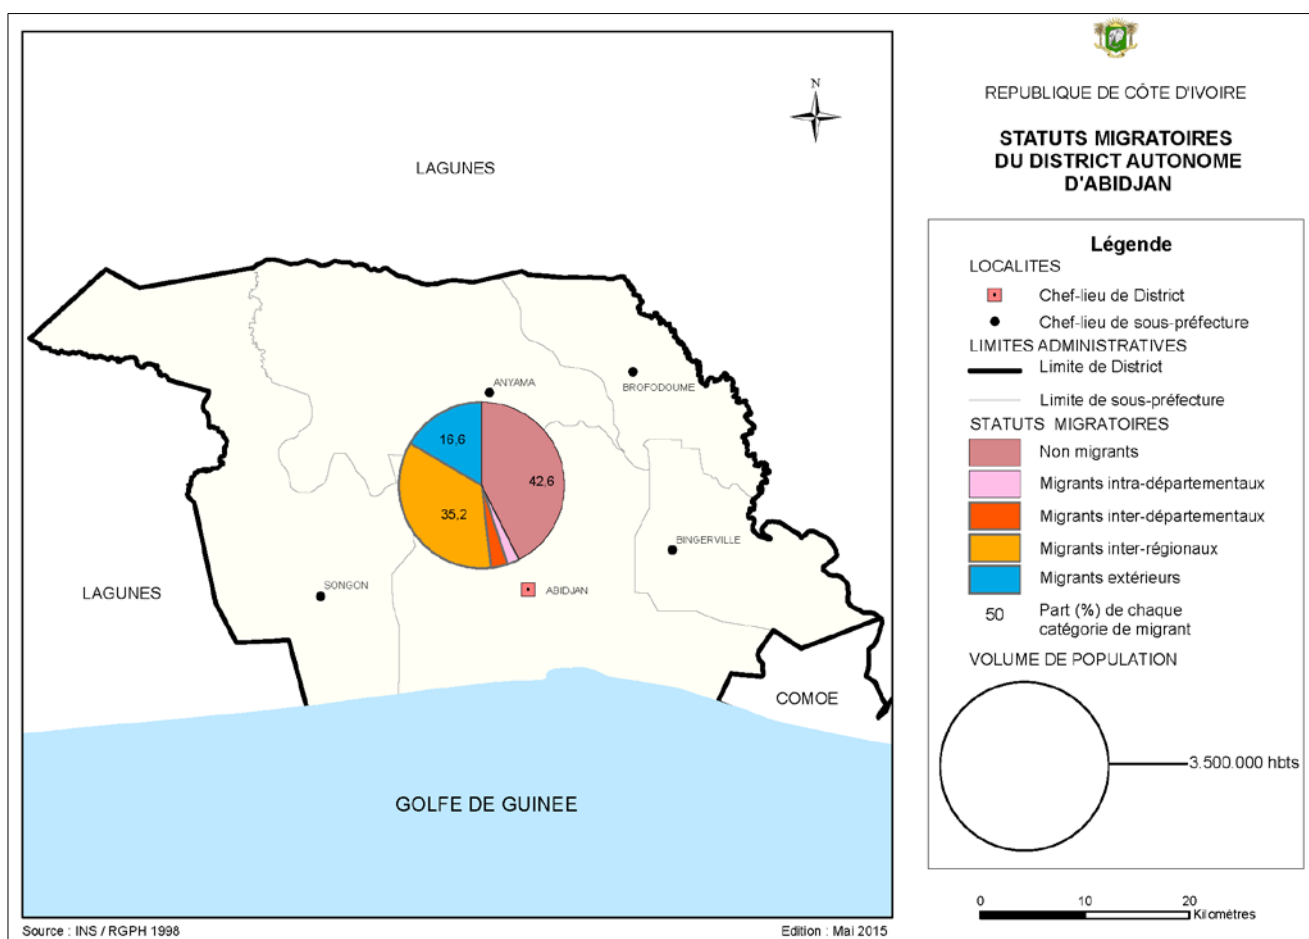 N
LAGUNES
ANYAMA
BROFODOUME
16,6
42,6
35,2
BINGERVILLE
SONGON
ABIDJAN
LAGUNES
COMOE
GOLFE DE GUINEE
Source : INS / RGPH 1998
Edition : Mai 2015
REPUBLIQUE DE CÔTE D'IVOIRE
STATUTS MIGRATOIRES
DU DISTRICT AUTONOME
D'ABIDJAN
Légende
LOCALITES
Chef-lieu de District
Chef-lieu de sous-préfecture
LIMITES ADMINISTRATIVES
Limite de District
Limite de sous-préfecture
STATUTS MIGRATOIRES
Non migrants
Migrants intra-départementaux
Migrants inter-départementaux
Migrants inter-régionaux
Migrants extérieurs
50 Part (%) de chaque
catégorie de migrant
VOLUME DE POPULATION
3.500.000 hbts
0 10 20
Kilomètres